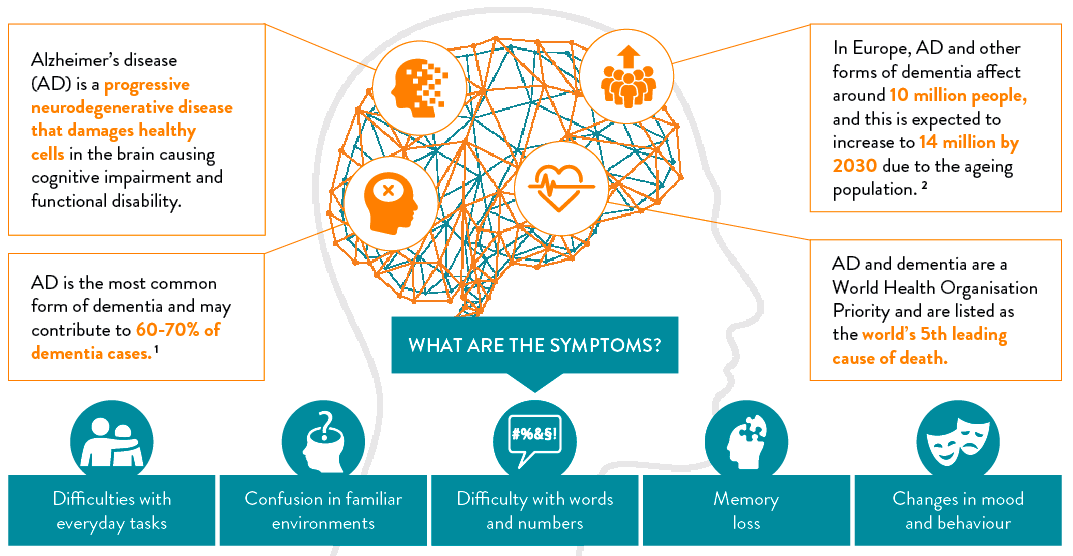 Alzheimer's disease
(AD) is a progressive
neurodegenerative disease
that damages healthy
cells in the brain causing
cognitive impairment and
functional disability.
In Europe, AD and other
forms of dementia affect
around 10 million people,
and this is expected to
increase to 14 million by
2030 due to the ageing
population. ²
AD is the most common
form of dementia and may
contribute to 60-70% of
dementia cases. ¹
AD and dementia are a
World Health Organisation
Priority and are listed as
the world's 5th leading
cause of death.
WHAT ARE THE SYMPTOMS?
?
#%&§!
Difficulties with
everyday tasks
Confusion in familiar
environments
Difficulty with words
and numbers
Memory
loss
Changes in mood
and behaviour